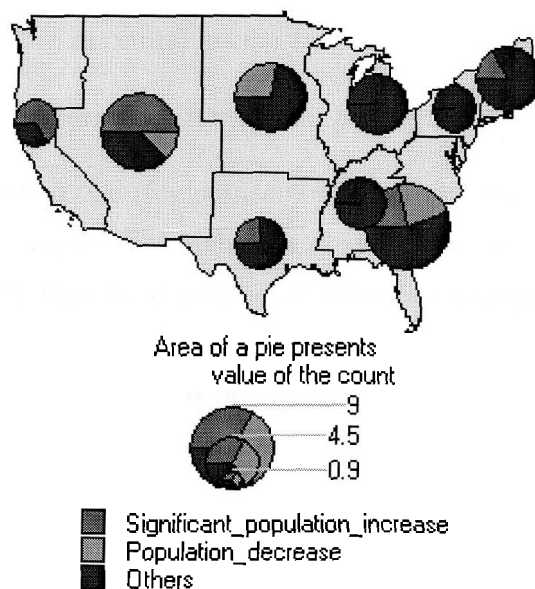 Area of a pie presents
value of the count
9
4.5
0.9
Significant_population_increase
Population_decrease
Others